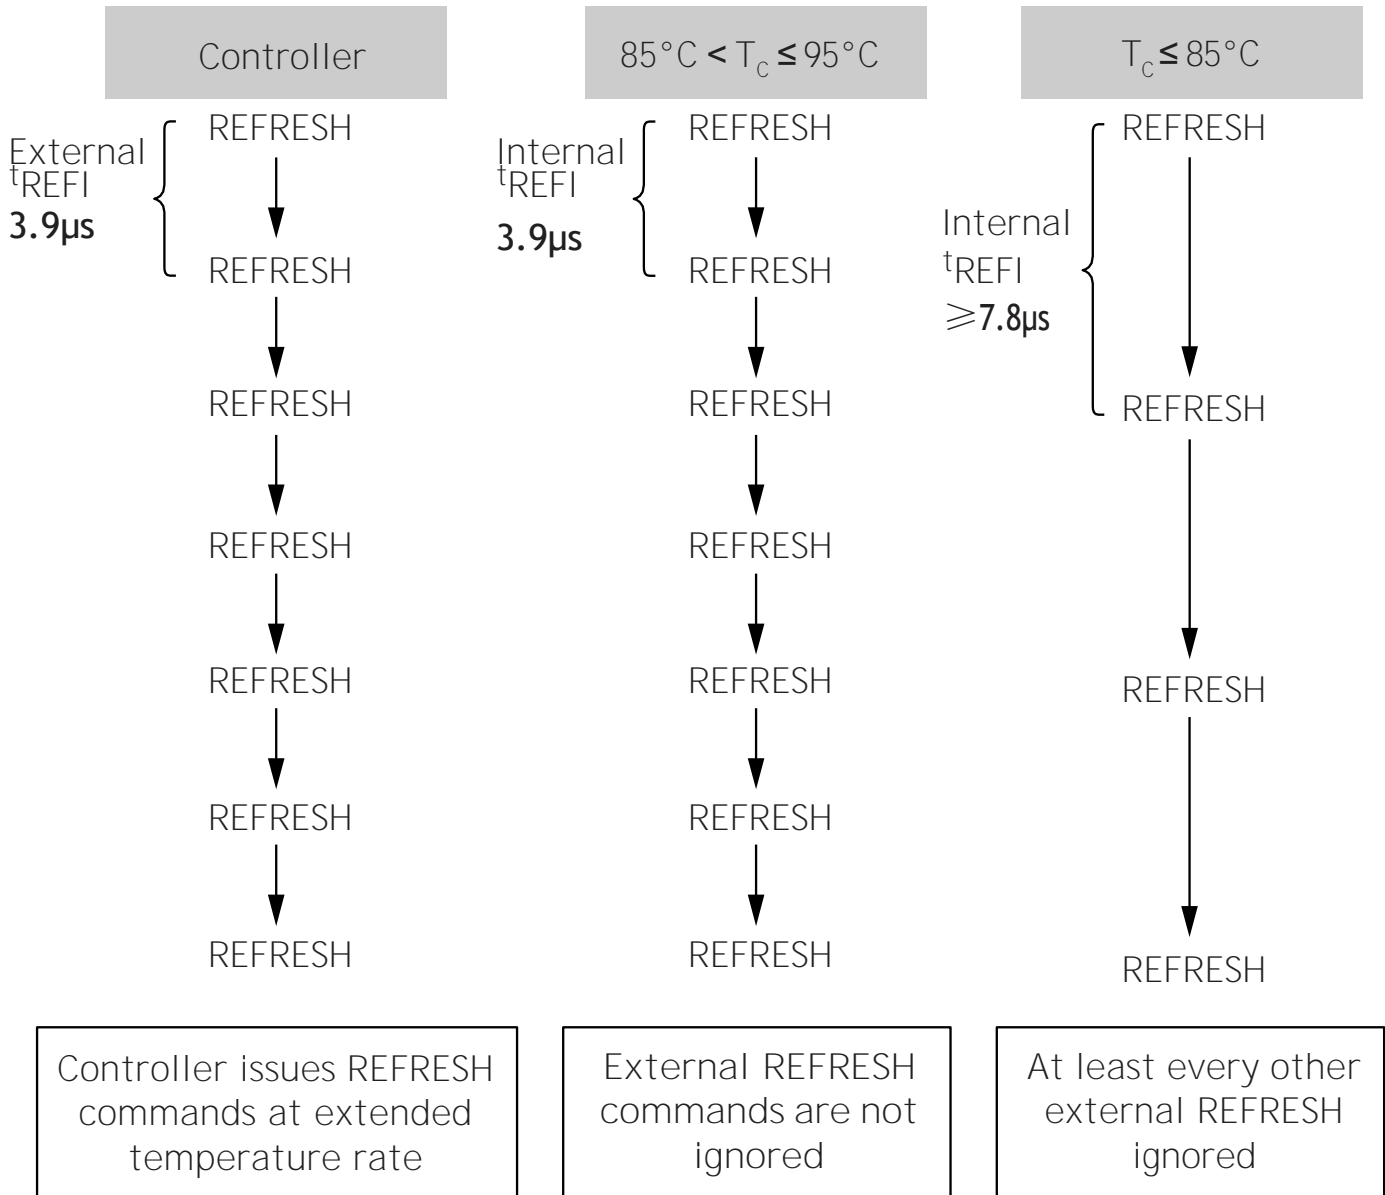 Controller
External
tREFI
3.9µs
REFRESH
REFRESH
REFRESH
REFRESH
REFRESH
REFRESH
REFRESH
Controller issues REFRESH
commands at extended
temperature rate
85°C < TC ≤ 95°C
Internal
tREFI
3.9µs
REFRESH
REFRESH
REFRESH
REFRESH
REFRESH
REFRESH
REFRESH
External REFRESH
commands are not
ignored
TC ≤ 85°C
Internal
tREFI
⩾7.8µs
REFRESH
REFRESH
REFRESH
REFRESH
At least every other
external REFRESH
ignored